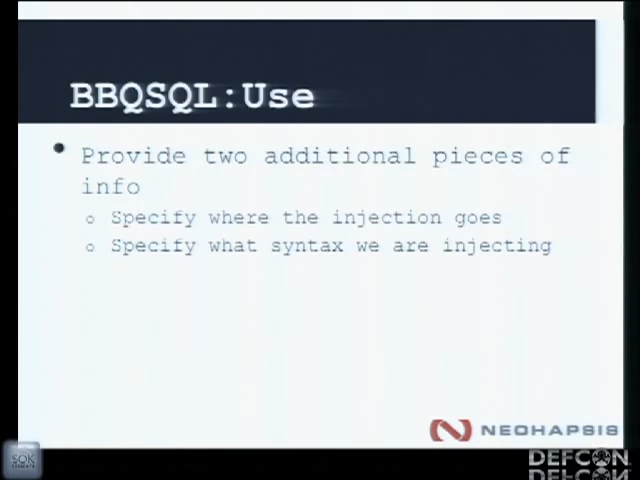 BBQSQL:Use
• Provide two additional pieces of
info
o Specify where the injection goes
o Specify what syntax we are injecting
NEOHAPSIS
SOK
DEFCON